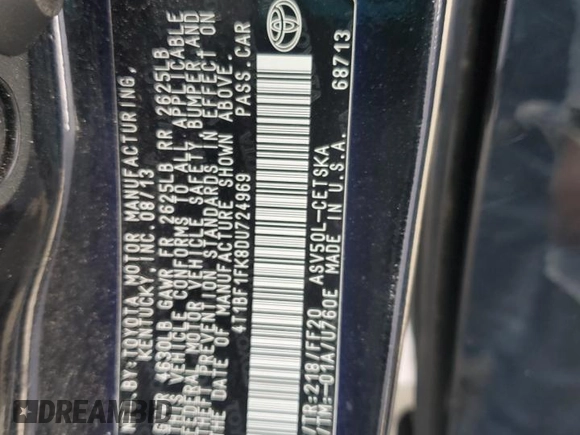 MFD BY: TOYOTA MOTOR MANUFACTURING,
KENTUCKY, INC. 08/13
4630LB GAWR FR 2625LB RR 2625LB
THIS VEHICLE CONFORMS TO ALL APPLICABLE
FEDERAL MOTOR VEHICLE SAFETY, BUMPER, AND
THEFT PREVENTION STANDARDS IN EFFECT ON
THE DATE OF MANUFACTURE SHOWN ABOVE.
4T1BF1FK8DU724969 PASS.CAR
C/TR:218/FF20 ASV50L-CETSKA
A/TM:-01A/U760E MADE IN U.S.A. 68713
DREAMBID